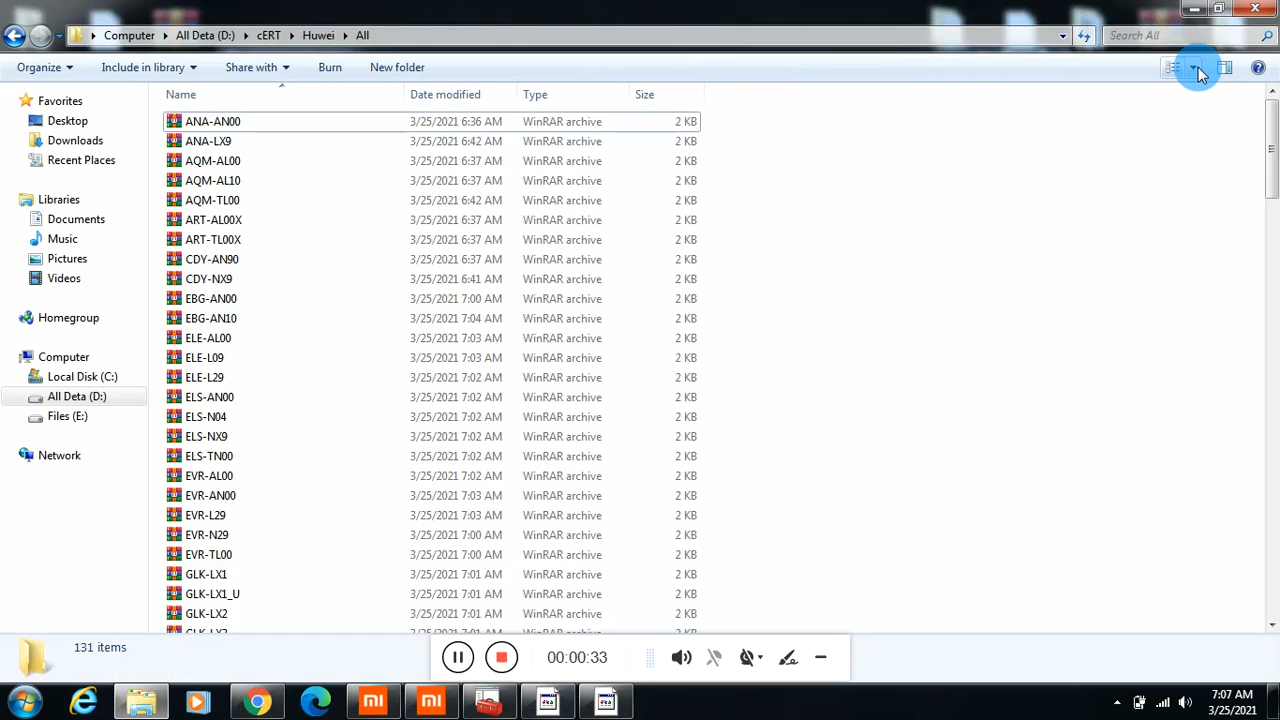 Computer ▸ All Deta (D:) ▸ cERT ▸ Huwei ▸ All
Search All
Organize Include in library Share with Burn New folder
Name Date modified Type Size
Favorites
Desktop
Downloads
Recent Places
Libraries
Documents
Music
Pictures
Videos
Homegroup
Computer
Local Disk (C:)
All Deta (D:)
Files (E:)
Network
ANA-AN00 3/25/2021 6:36 AM WinRAR archive 2 KB
ANA-LX9 3/25/2021 6:42 AM WinRAR archive 2 KB
AQM-AL00 3/25/2021 6:37 AM WinRAR archive 2 KB
AQM-AL10 3/25/2021 6:37 AM WinRAR archive 2 KB
AQM-TL00 3/25/2021 6:42 AM WinRAR archive 2 KB
ART-AL00X 3/25/2021 6:37 AM WinRAR archive 2 KB
ART-TL00X 3/25/2021 6:37 AM WinRAR archive 2 KB
CDY-AN90 3/25/2021 6:37 AM WinRAR archive 2 KB
CDY-NX9 3/25/2021 6:41 AM WinRAR archive 2 KB
EBG-AN00 3/25/2021 7:00 AM WinRAR archive 2 KB
EBG-AN10 3/25/2021 7:04 AM WinRAR archive 2 KB
ELE-AL00 3/25/2021 7:03 AM WinRAR archive 2 KB
ELE-L09 3/25/2021 7:03 AM WinRAR archive 2 KB
ELE-L29 3/25/2021 7:02 AM WinRAR archive 2 KB
ELS-AN00 3/25/2021 7:02 AM WinRAR archive 2 KB
ELS-N04 3/25/2021 7:02 AM WinRAR archive 2 KB
ELS-NX9 3/25/2021 7:02 AM WinRAR archive 2 KB
ELS-TN00 3/25/2021 7:02 AM WinRAR archive 2 KB
EVR-AL00 3/25/2021 7:02 AM WinRAR archive 2 KB
EVR-AN00 3/25/2021 7:03 AM WinRAR archive 2 KB
EVR-L29 3/25/2021 7:03 AM WinRAR archive 2 KB
EVR-N29 3/25/2021 7:00 AM WinRAR archive 2 KB
EVR-TL00 3/25/2021 7:00 AM WinRAR archive 2 KB
GLK-LX1 3/25/2021 7:01 AM WinRAR archive 2 KB
GLK-LX1_U 3/25/2021 7:01 AM WinRAR archive 2 KB
GLK-LX2 3/25/2021 7:01 AM WinRAR archive 2 KB
131 items
00:00:33
7:07 AM
3/25/2021